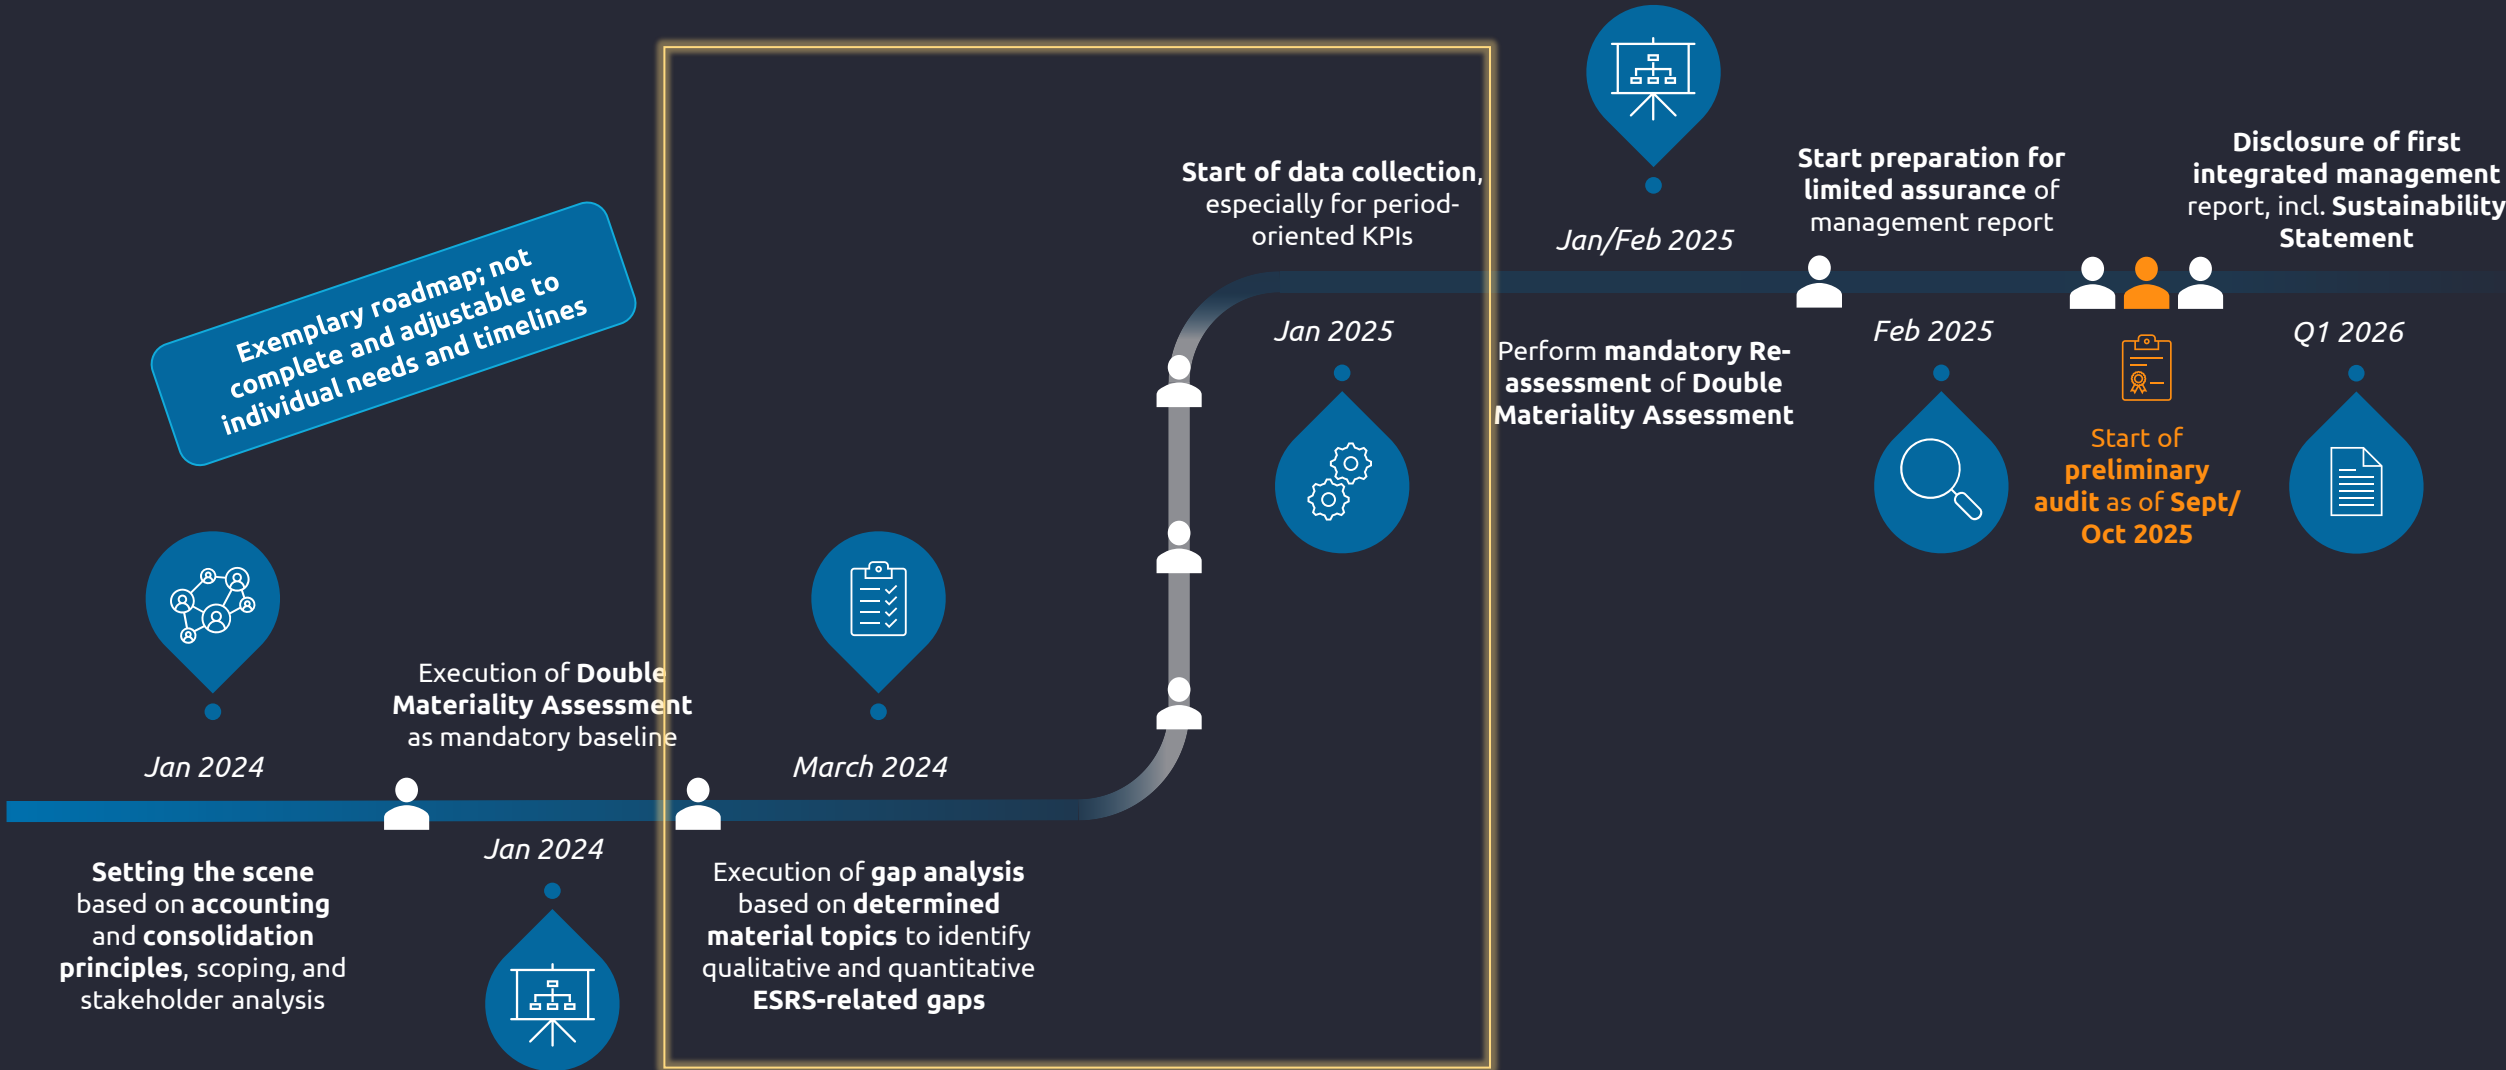 Exemplary roadmap; not
complete and adjustable to
individual needs and timelines
Jan 2024
Setting the scene
based on accounting
and consolidation
principles, scoping, and
stakeholder analysis
Execution of Double
Materiality Assessment
as mandatory baseline
Jan 2024
March 2024
Execution of gap analysis
based on determined
material topics to identify
qualitative and quantitative
ESRS-related gaps
Start of data collection,
especially for period-
oriented KPIs
Jan 2025
Jan/Feb 2025
Perform mandatory Re-
assessment of Double
Materiality Assessment
Start preparation for
limited assurance of
management report
Feb 2025
Start of
preliminary
audit as of Sept/
Oct 2025
Disclosure of first
integrated management
report, incl. Sustainability
Statement
Q1 2026